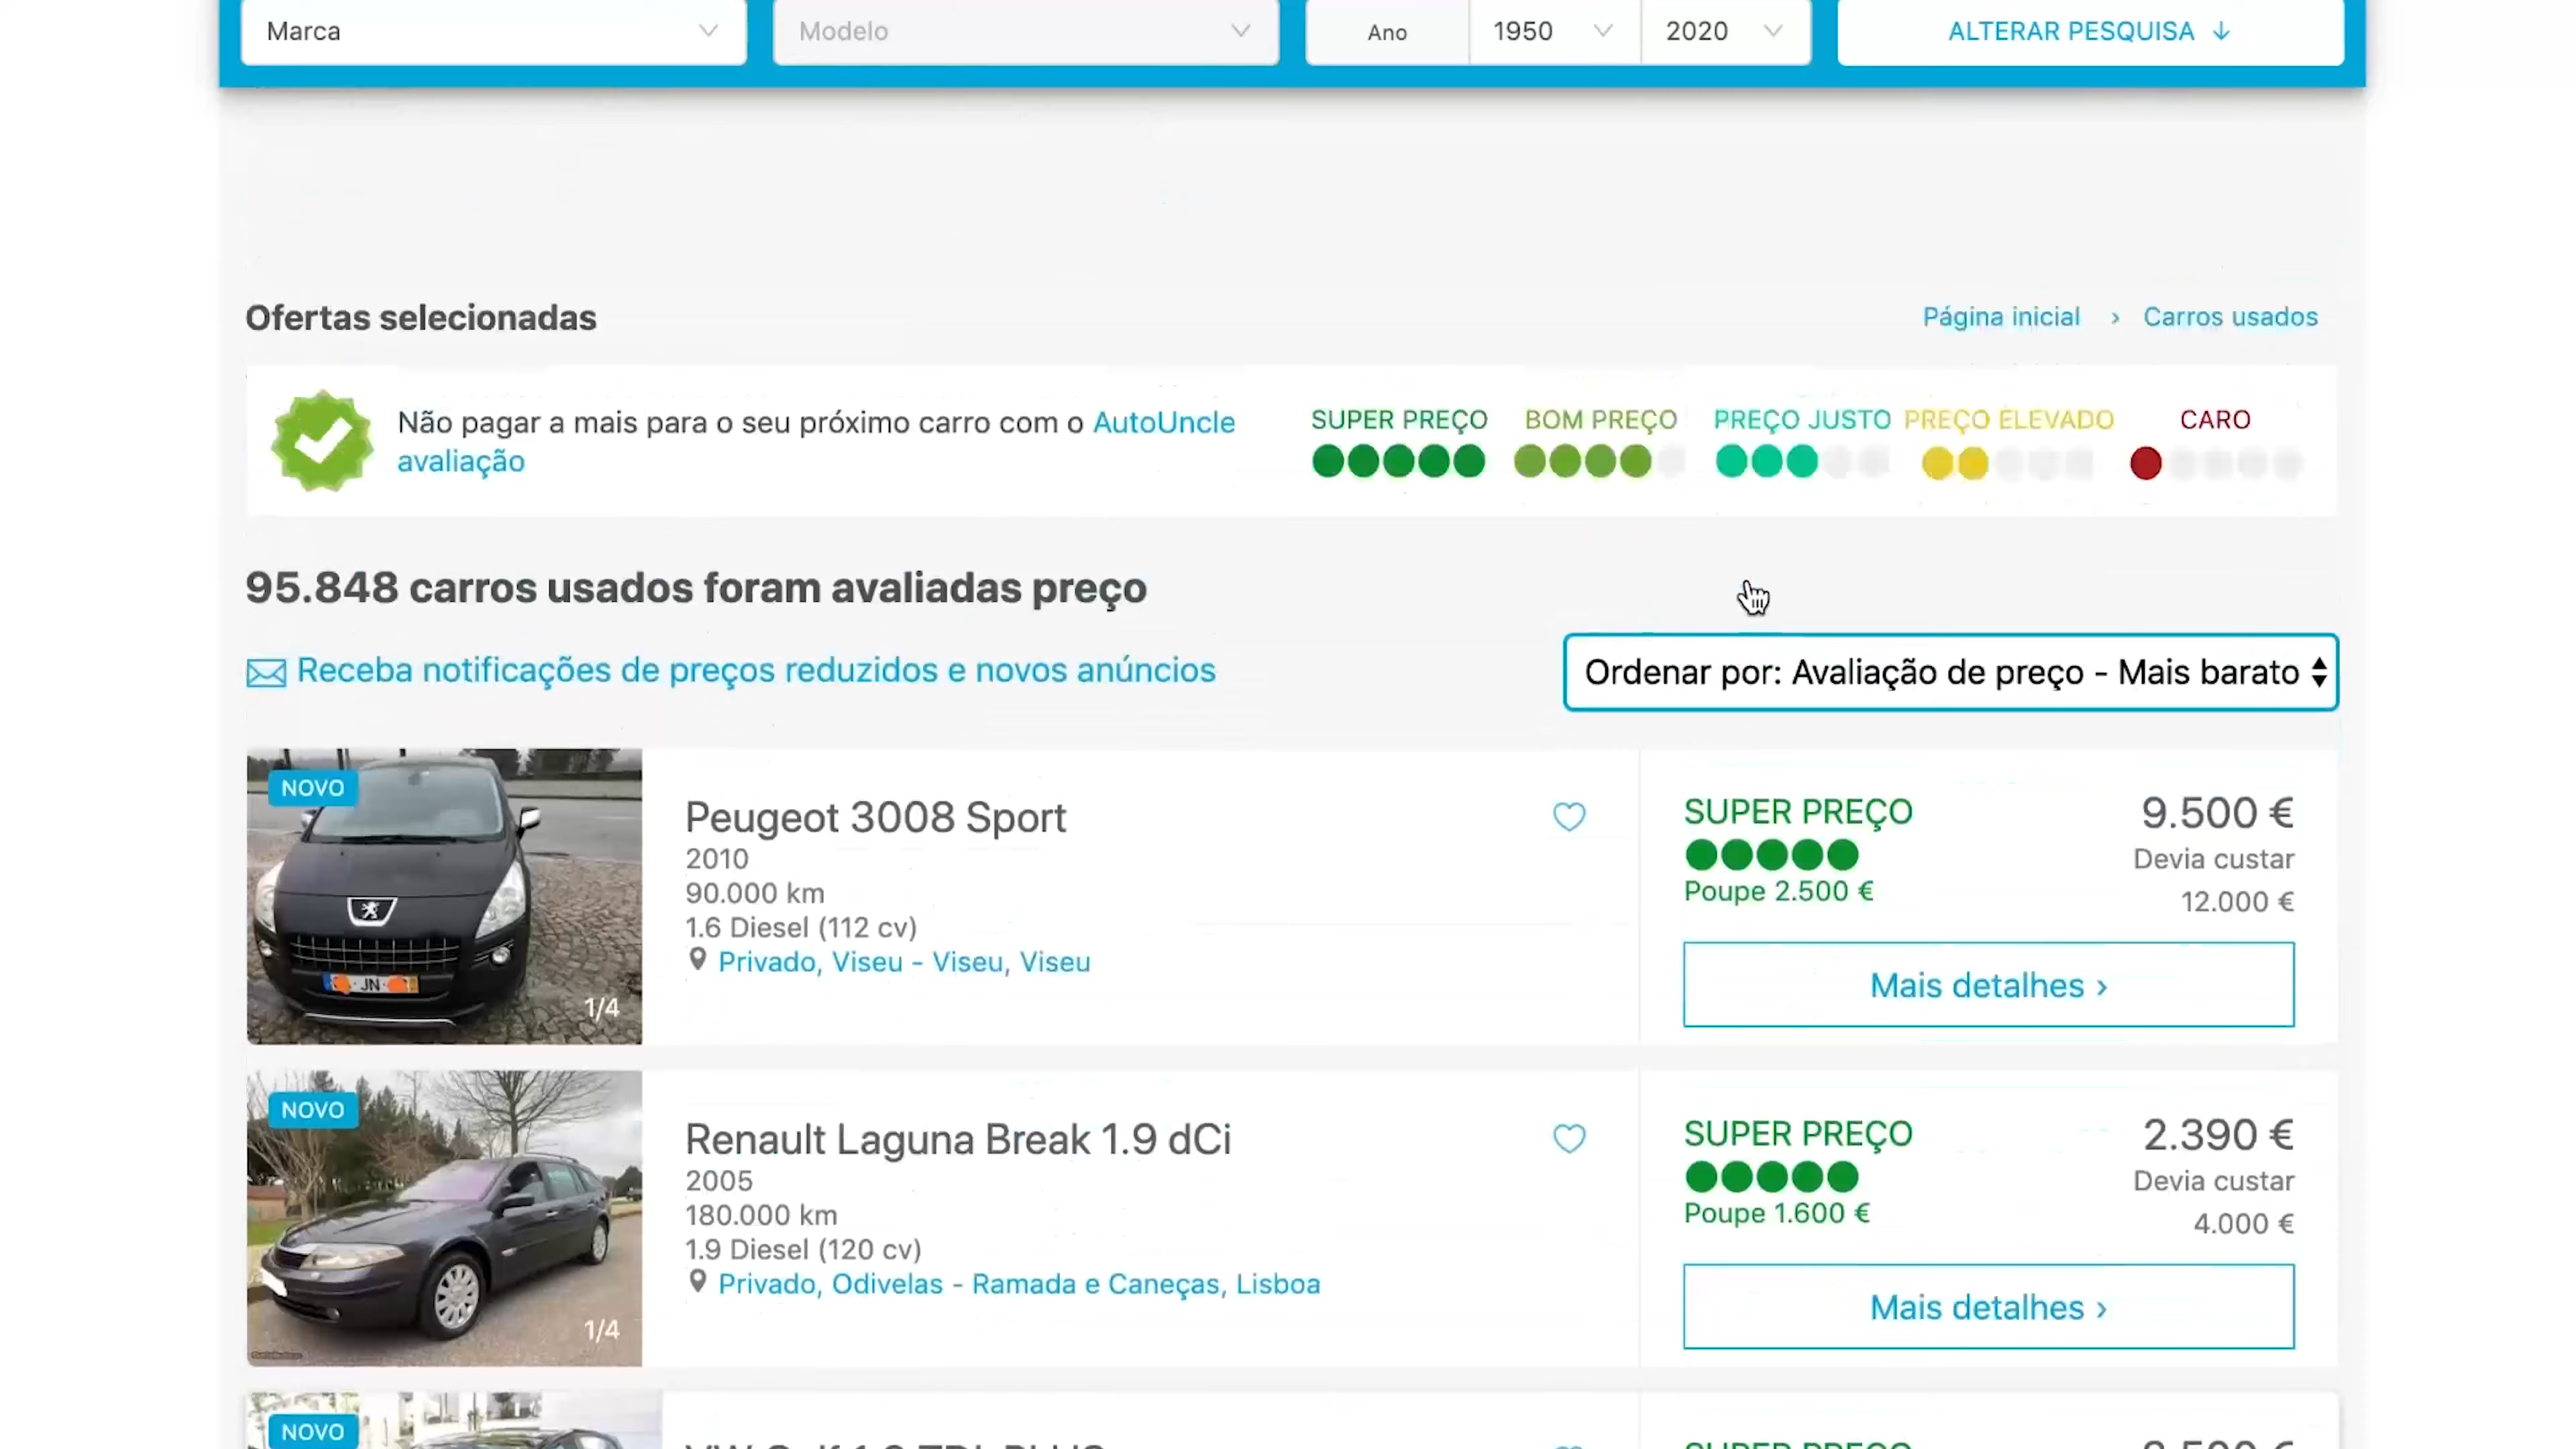 Marca
Modelo
Ano
1950
2020
ALTERAR PESQUISA ↓
Ofertas selecionadas
Página inicial › Carros usados
Não pagar a mais para o seu próximo carro com o AutoUncle
avaliação
SUPER PREÇO
BOM PREÇO
PREÇO JUSTO
PREÇO ELEVADO
CARO
95.848 carros usados foram avaliadas preço
Receba notificações de preços reduzidos e novos anúncios
Ordenar por: Avaliação de preço - Mais barato
NOVO
JN
1/4
Peugeot 3008 Sport
2010
90.000 km
1.6 Diesel (112 cv)
Privado, Viseu - Viseu, Viseu
SUPER PREÇO
Poupe 2.500 €
9.500 €
Devia custar
12.000 €
Mais detalhes ›
NOVO
1/4
Renault Laguna Break 1.9 dCi
2005
180.000 km
1.9 Diesel (120 cv)
Privado, Odivelas - Ramada e Caneças, Lisboa
SUPER PREÇO
Poupe 1.600 €
2.390 €
Devia custar
4.000 €
Mais detalhes ›
NOVO
SUPER PREÇO